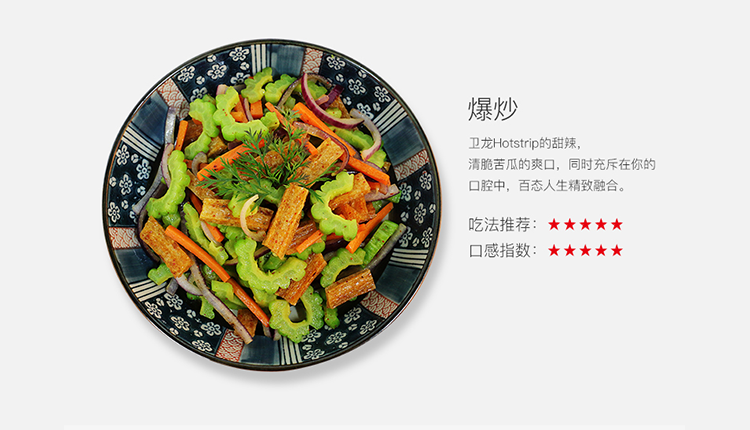 爆炒
卫龙Hotstrip的甜辣,
清脆苦瓜的爽口，同时充斥在你的
口腔中，百态人生精致融合。
吃法推荐：★★★★★
口感指数：★★★★★